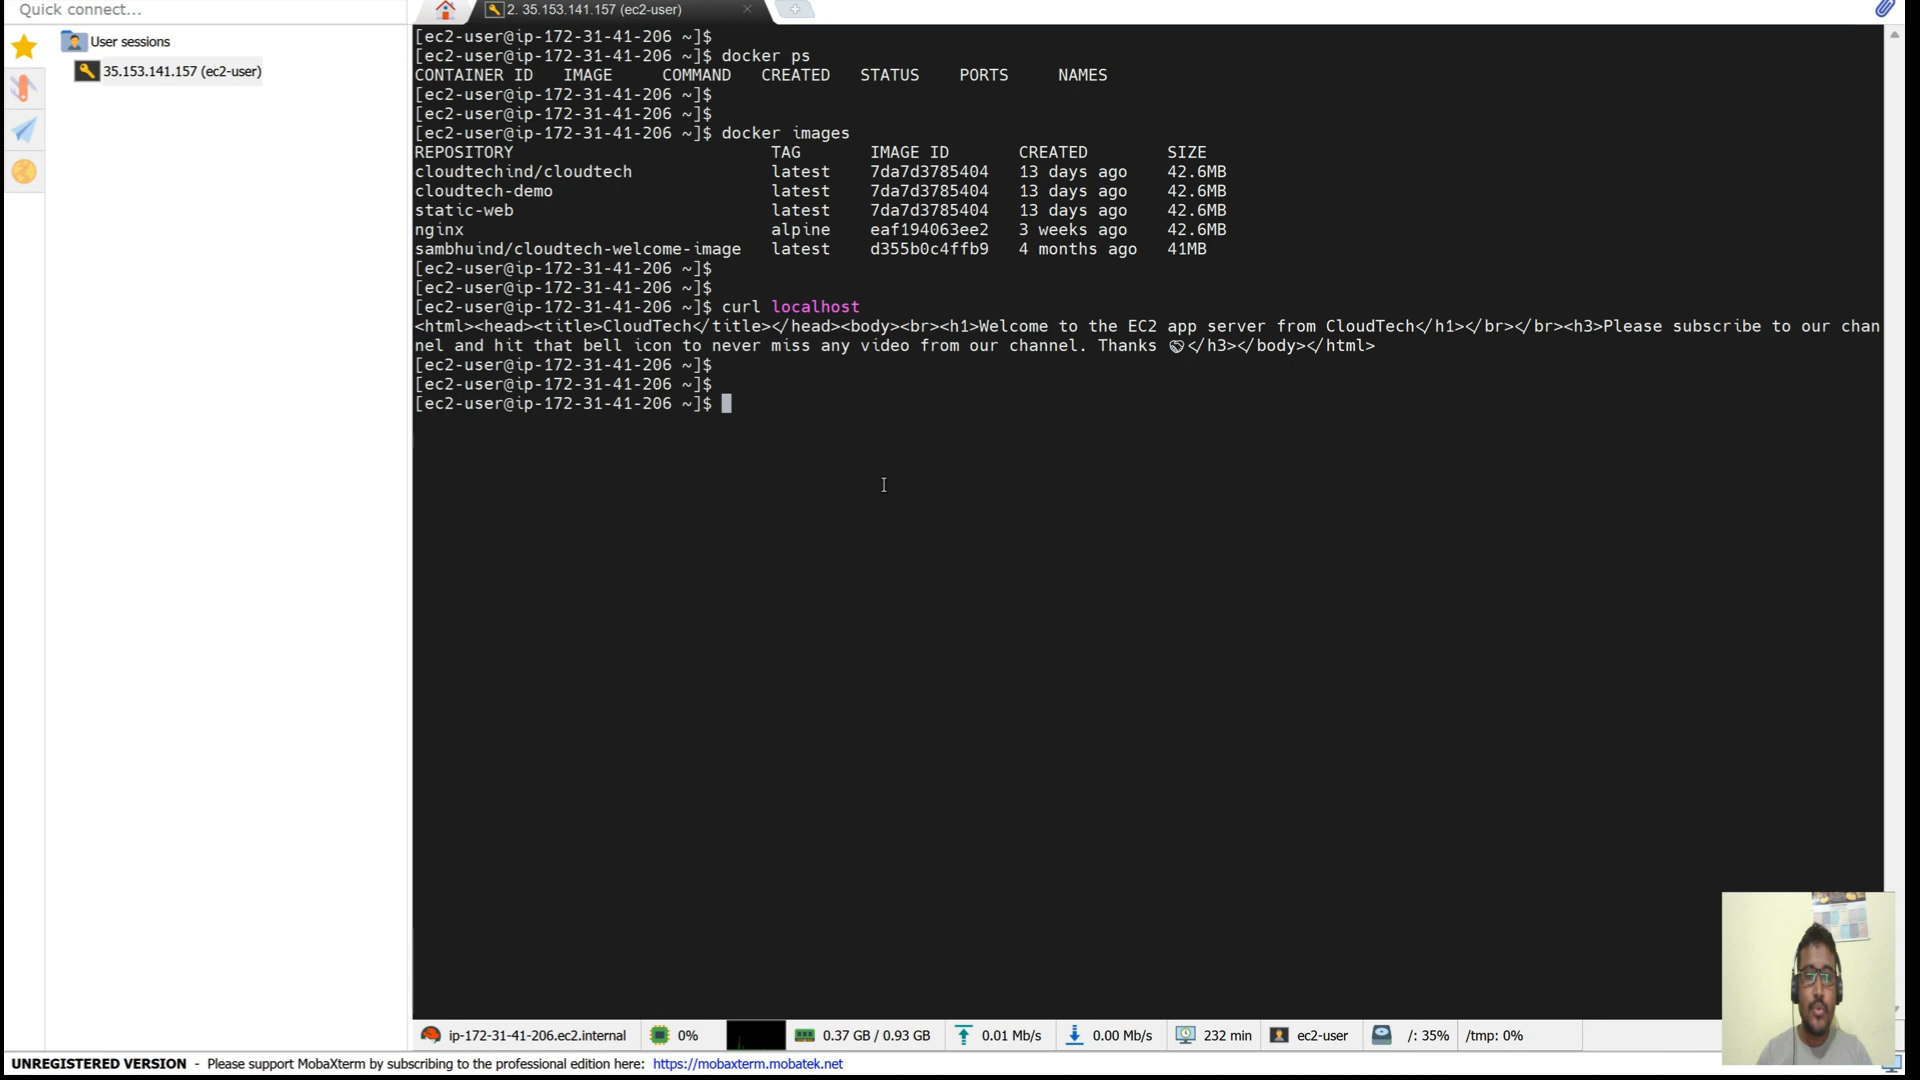 Quick connect...
2. 35.153.141.157 (ec2-user)
User sessions
35.153.141.157 (ec2-user)
[ec2-user@ip-172-31-41-206 ~]$
[ec2-user@ip-172-31-41-206 ~]$ docker ps
CONTAINER ID   IMAGE     COMMAND   CREATED   STATUS    PORTS     NAMES
[ec2-user@ip-172-31-41-206 ~]$
[ec2-user@ip-172-31-41-206 ~]$
[ec2-user@ip-172-31-41-206 ~]$ docker images
REPOSITORY                          TAG       IMAGE ID       CREATED        SIZE
cloudtechind/cloudtech              latest    7da7d3785404   13 days ago    42.6MB
cloudtech-demo                      latest    7da7d3785404   13 days ago    42.6MB
static-web                          latest    7da7d3785404   13 days ago    42.6MB
nginx                               alpine    eaf194063ee2   3 weeks ago    42.6MB
sambhuind/cloudtech-welcome-image   latest    d355b0c4ffb9   4 months ago   41MB
[ec2-user@ip-172-31-41-206 ~]$
[ec2-user@ip-172-31-41-206 ~]$
[ec2-user@ip-172-31-41-206 ~]$ curl localhost
<html><head><title>CloudTech</title></head><body><br><h1>Welcome to the EC2 app server from CloudTech</h1></br></br><h3>Please subscribe to our chan
nel and hit that bell icon to never miss any video from our channel. Thanks </h3></body></html>
[ec2-user@ip-172-31-41-206 ~]$
[ec2-user@ip-172-31-41-206 ~]$
[ec2-user@ip-172-31-41-206 ~]$
ip-172-31-41-206.ec2.internal 0% 0.37 GB / 0.93 GB 0.01 Mb/s 0.00 Mb/s 232 min ec2-user /: 35% /tmp: 0%
UNREGISTERED VERSION - Please support MobaXterm by subscribing to the professional edition here: https://mobaxterm.mobatek.net